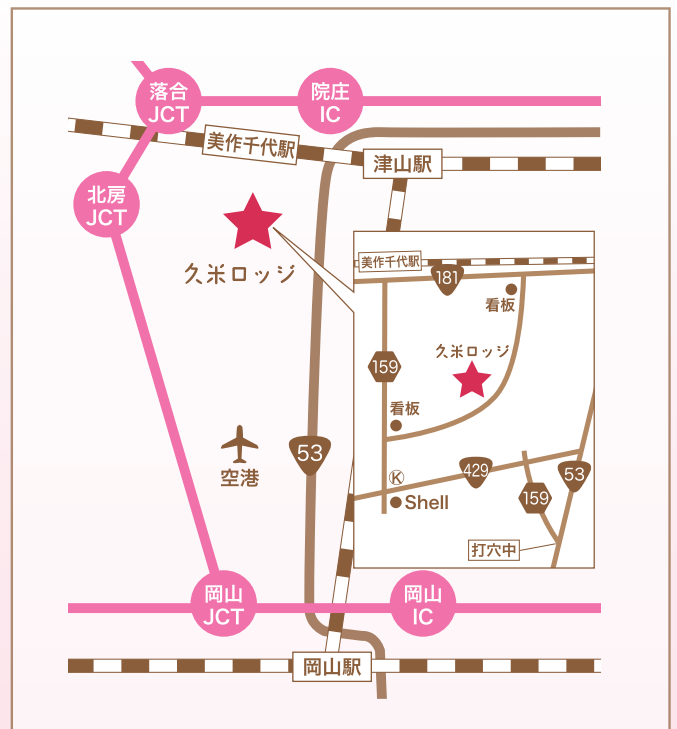 落合
JCT
院庄
IC
美作千代駅
津山駅
北房
JCT
久米ロッジ
美作千代駅
181
看板
久米ロッジ
159
看板
53
空港
429
53
Ⓚ
159
Shell
打穴中
岡山
JCT
岡山
IC
岡山駅